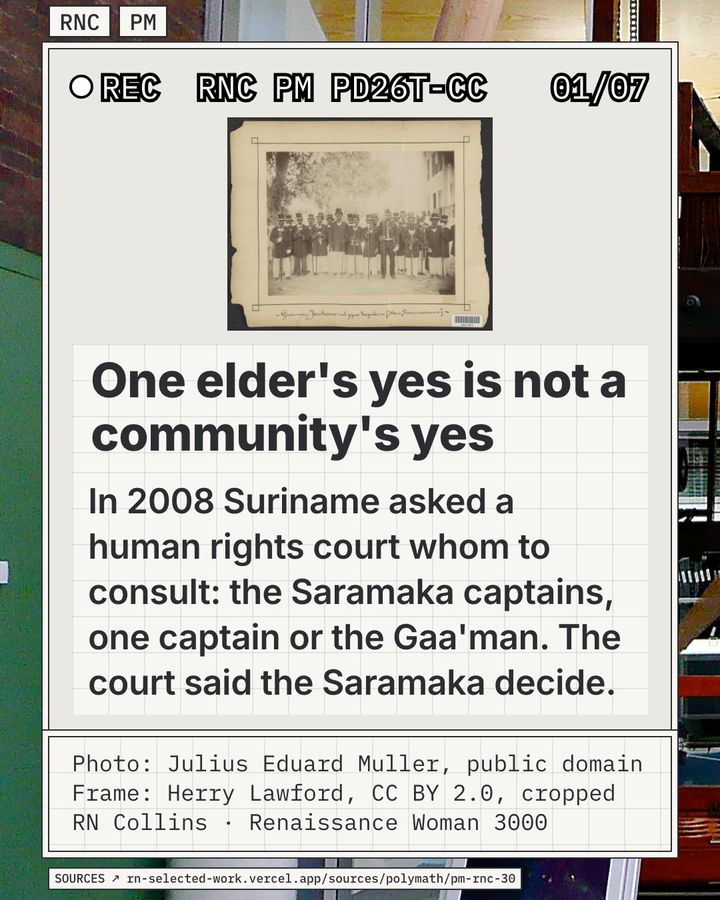 RNC PM
REC RNC PM PD26T-CC 01/07
One elder's yes is not a
community's yes
In 2008 Suriname asked a
human rights court whom to
consult: the Saramaka captains,
one captain or the Gaa'man. The
court said the Saramaka decide.
Photo: Julius Eduard Muller, public domain
Frame: Herry Lawford, CC BY 2.0, cropped
RN Collins · Renaissance Woman 3000
SOURCES ↗ rn-selected-work.vercel.app/sources/polymath/pm-rnc-30